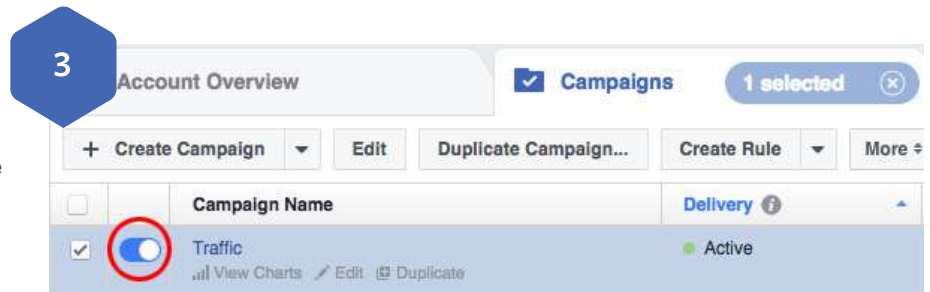 3
Account Overview
Campaigns
1 selected
+ Create Campaign Edit Duplicate Campaign... Create Rule More
e
Campaign Name Delivery
Traffic Active
View Charts Edit Duplicate